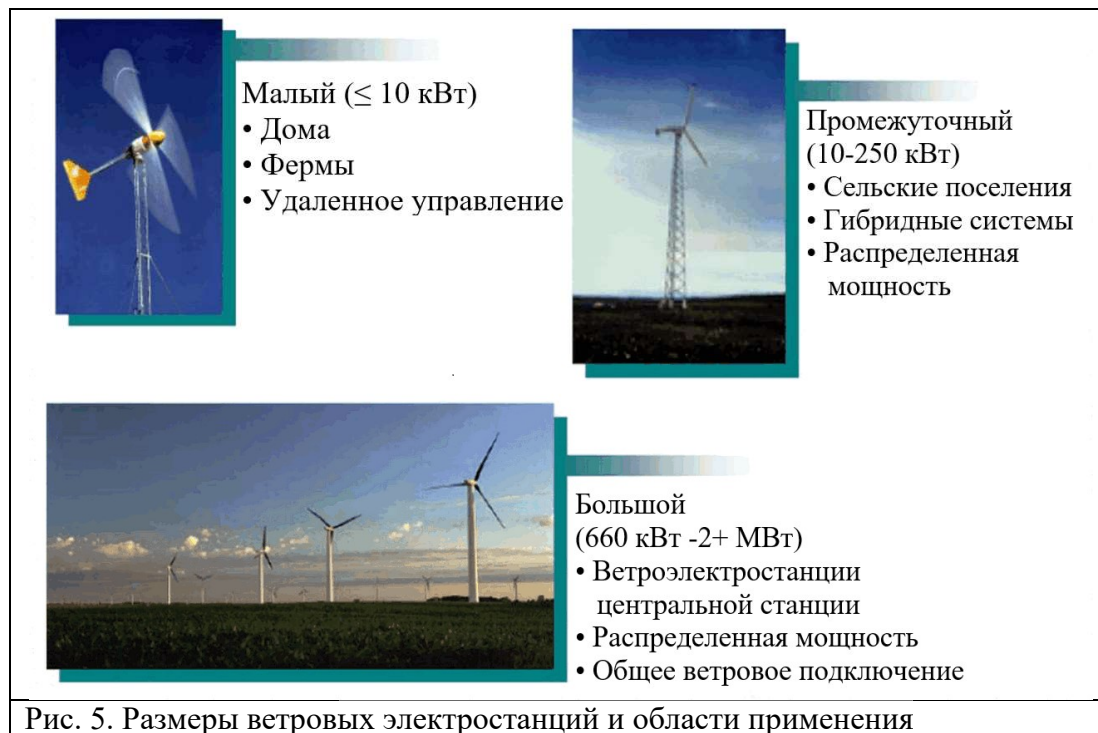 Малый (≤ 10 кВт)
• Дома
• Фермы
• Удаленное управление
Промежуточный
(10-250 кВт)
• Сельские поселения
• Гибридные системы
• Распределенная
мощность
Большой
(660 кВт -2+ МВт)
• Ветроэлектростанции
центральной станции
• Распределенная мощность
• Общее ветровое подключение
Рис. 5. Размеры ветровых электростанций и области применения